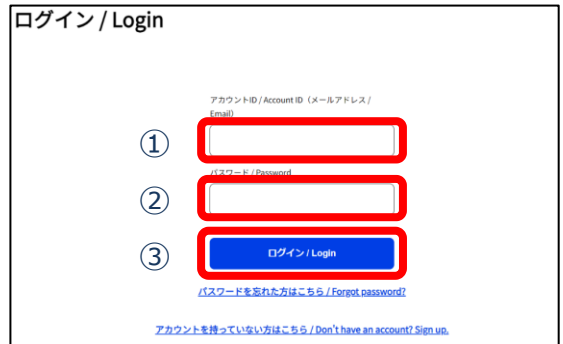 ログイン / Login
アカウントID / Account ID（メールアドレス /
Email）
①
パスワード / Password
②
③
ログイン / Login
パスワードを忘れた方はこちら / Forgot password?
アカウントを持っていない方はこちら / Don't have an account? Sign up.